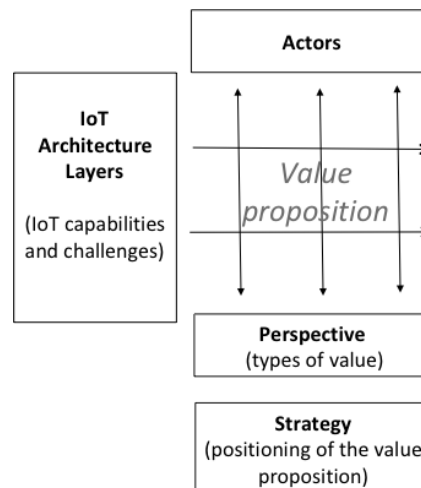 Actors
IoT
Architecture
Layers
(IoT capabilities
and challenges)
Value
proposition
Perspective
(types of value)
Strategy
(positioning of the value
proposition)